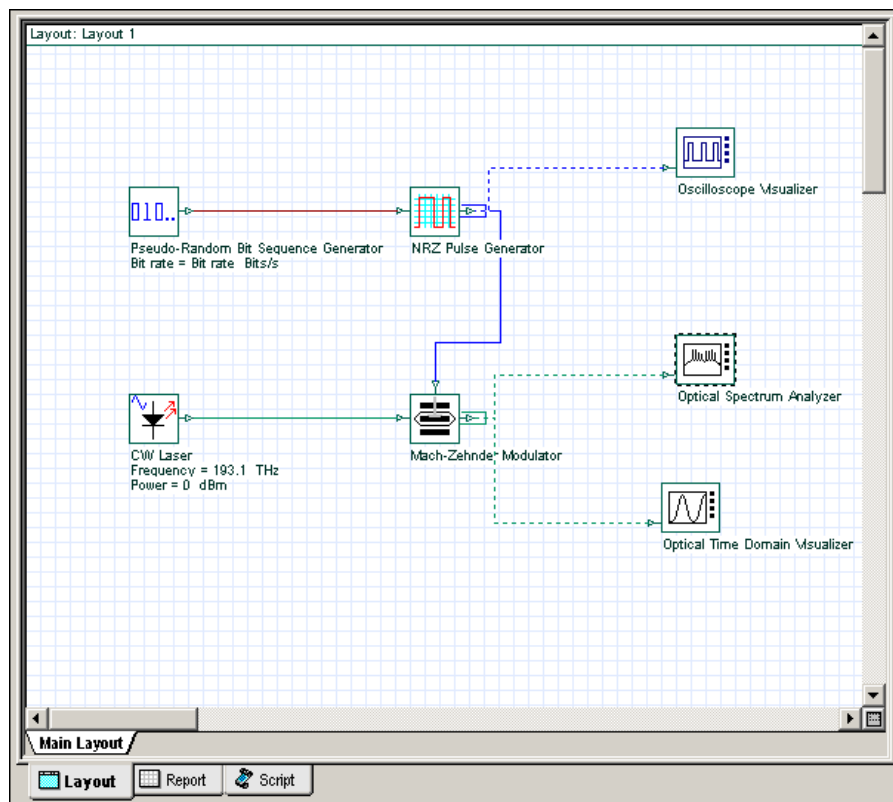 Layout: Layout 1
Oscilloscope Visualizer
010..
Pseudo-Random Bit Sequence Generator
Bit rate = Bit rate Bits/s
NRZ Pulse Generator
Optical Spectrum Analyzer
CW Laser
Frequency = 193.1 THz
Power = 0 dBm
Mach-Zehnder Modulator
Optical Time Domain Visualizer
Main Layout
Layout
Report
Script